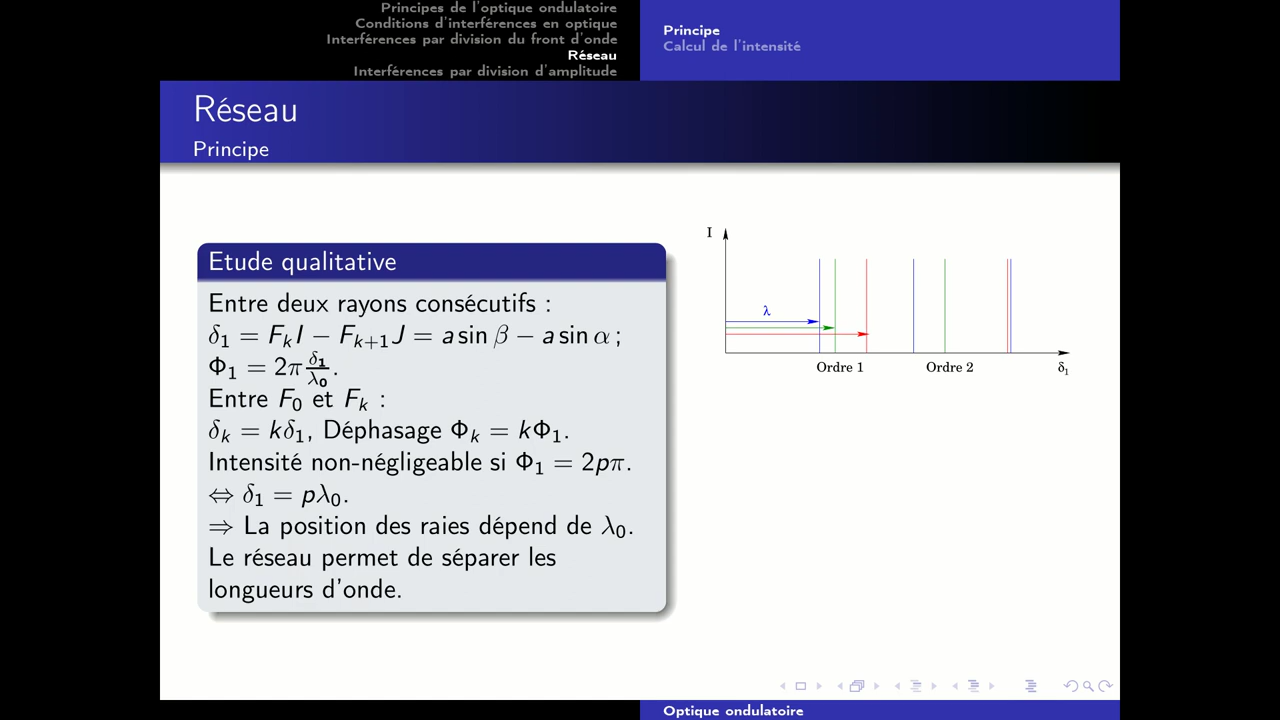 Principes de l'optique ondulatoire
Conditions d'interférences en optique
Interférences par division du front d'onde
Réseau
Interférences par division d'amplitude
Principe
Calcul de l'intensité
Réseau
Principe
Etude qualitative
Entre deux rayons consécutifs :
δ₁ = FₖI − Fₖ₊₁J = a sin β − a sin α ;
Φ₁ = 2π δ₁/λ₀.
Entre F₀ et Fₖ :
δₖ = kδ₁, Déphasage Φₖ = kΦ₁.
Intensité non-négligeable si Φ₁ = 2pπ.
⇔ δ₁ = pλ₀.
⇒ La position des raies dépend de λ₀.
Le réseau permet de séparer les
longueurs d'onde.
I
λ
Ordre 1
Ordre 2
δ₁
Optique ondulatoire